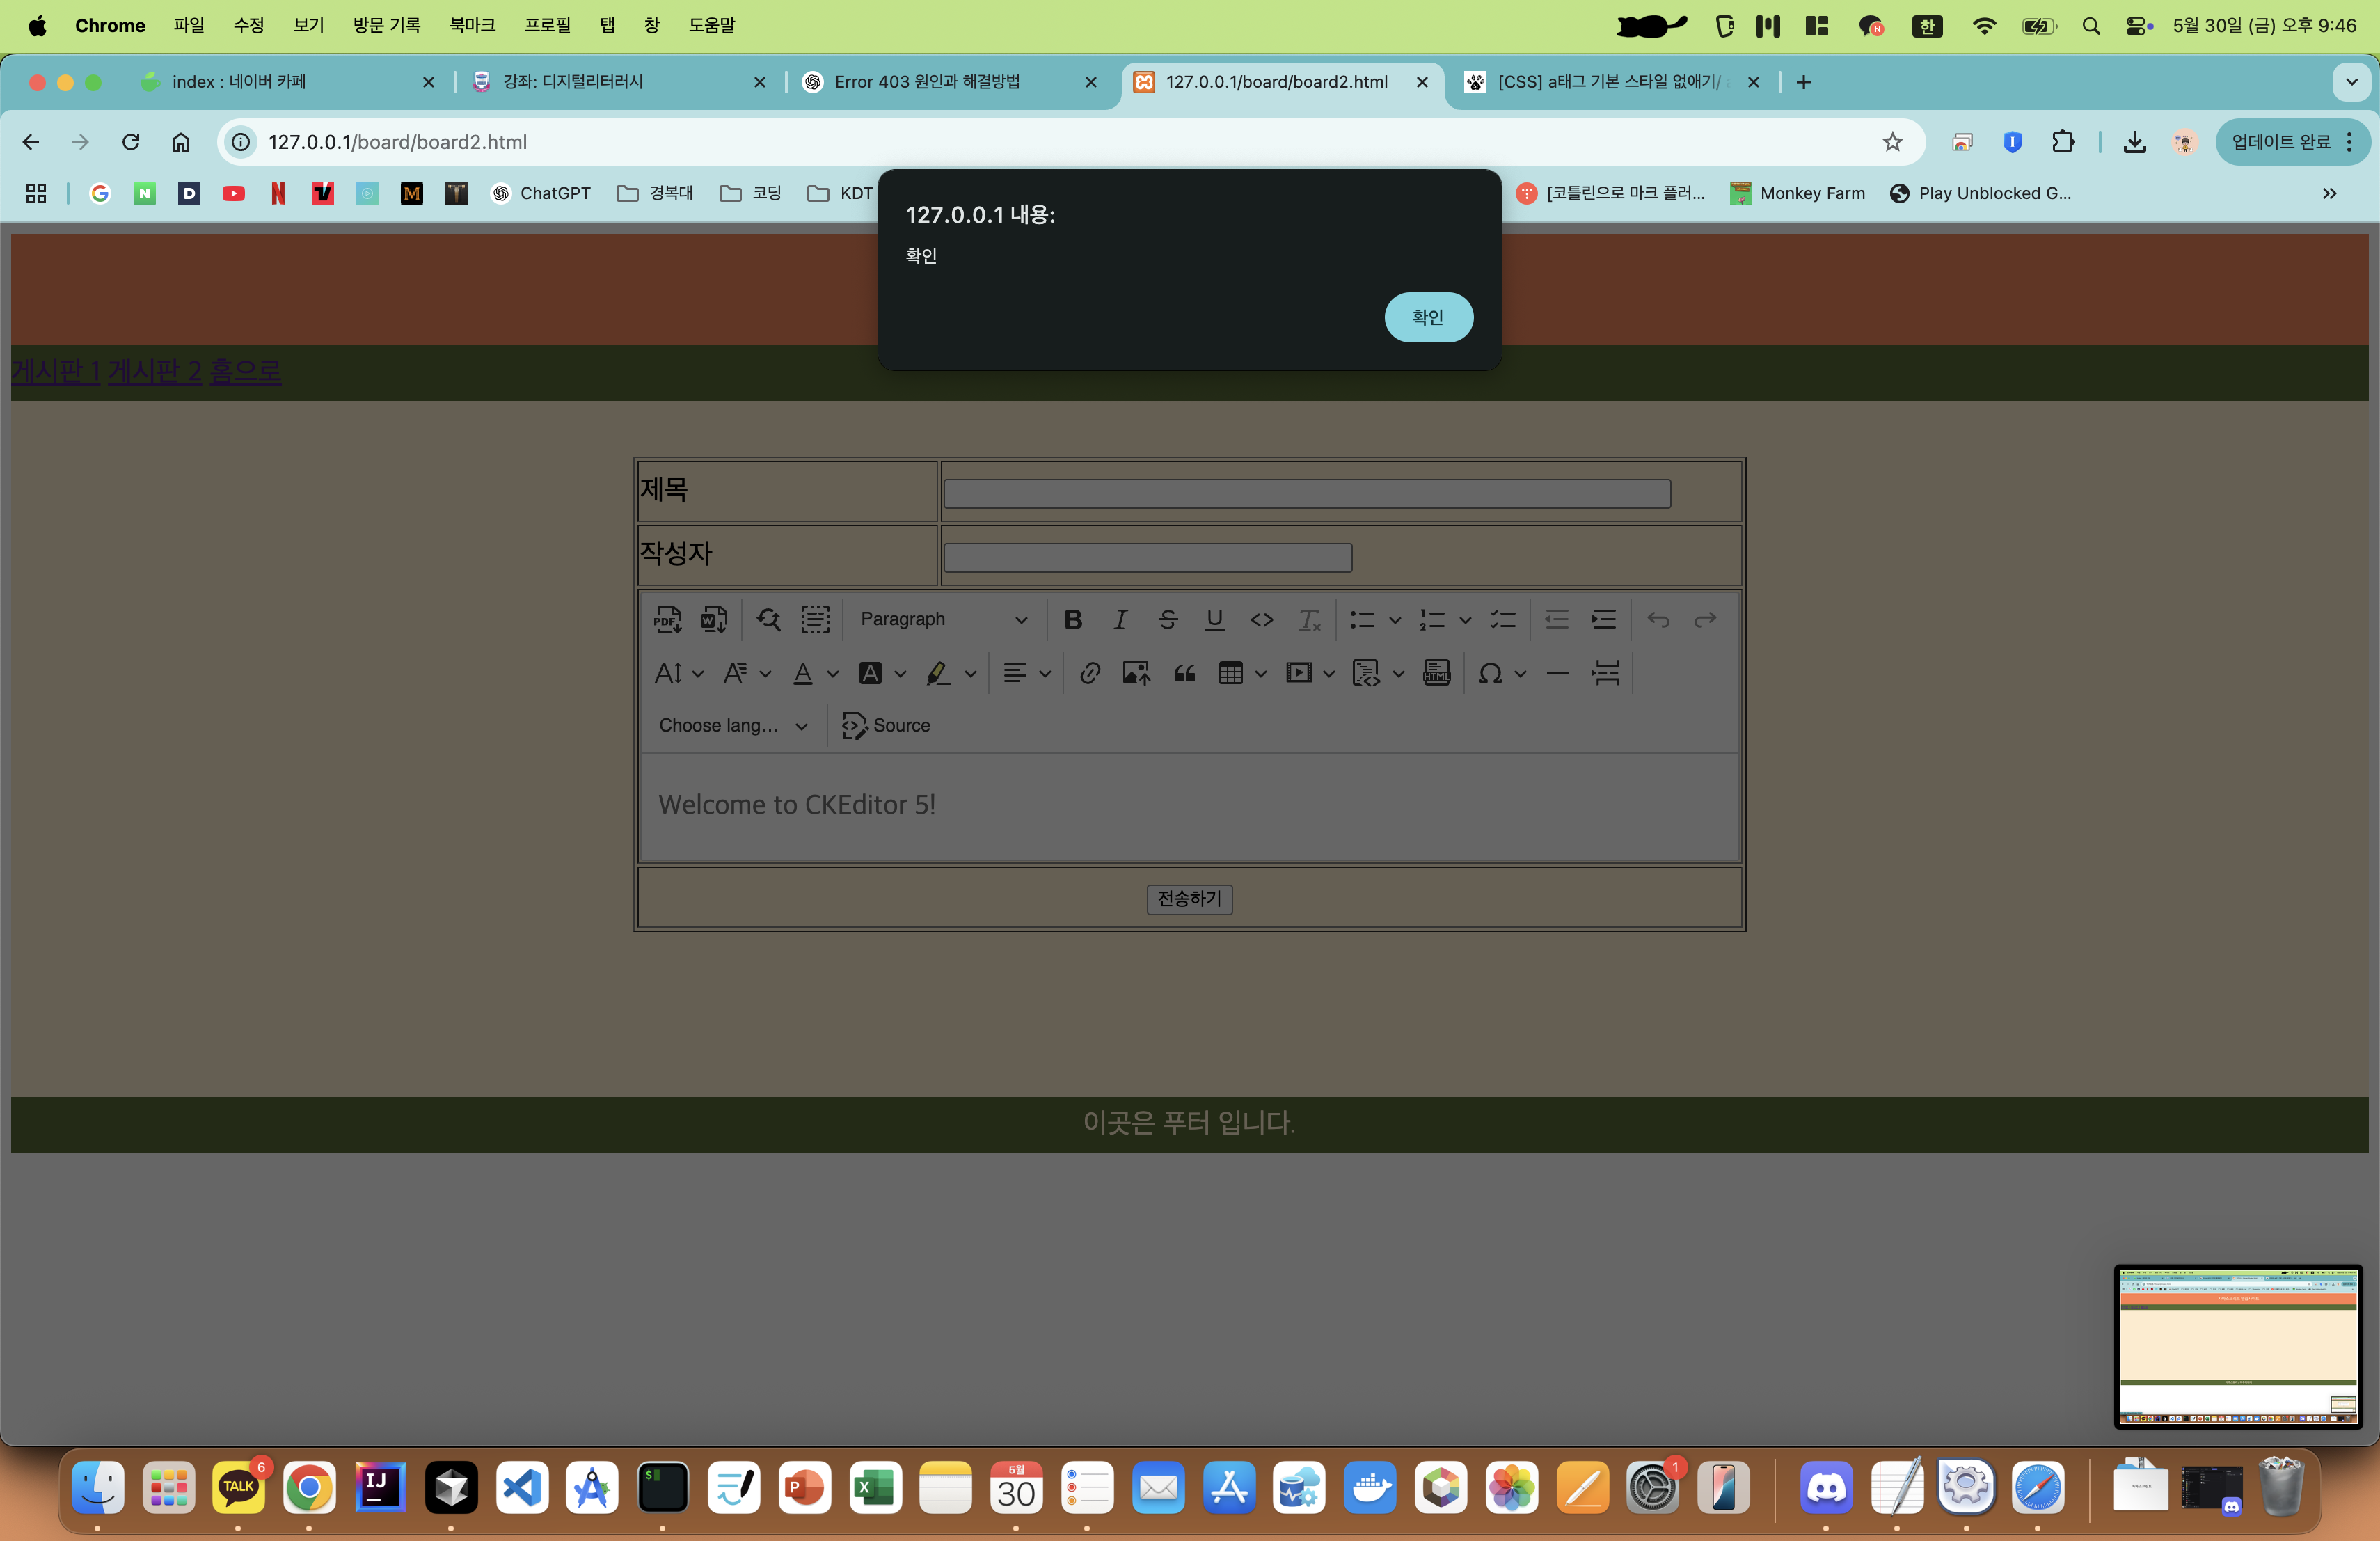 Chrome 파일 수정 보기 방문 기록 북마크 프로필 탭 창 도움말 한 5월 30일 (금) 오후 9:46
index : 네이버 카페 강좌: 디지털리터러시 Error 403 원인과 해결방법 127.0.0.1/board/board2.html [CSS] a태그 기본 스타일 없애기/
127.0.0.1/board/board2.html 업데이트 완료
ChatGPT 경복대 코딩 KDT [코틀린으로 마크 플러... Monkey Farm Play Unblocked G...
127.0.0.1 내용:
확인
확인
게시판 1 게시판 2 홈으로
제목
작성자
PDF W Paragraph B I S U
A A A A HTML Ω
Choose lang... Source
Welcome to CKEditor 5!
전송하기
이곳은 푸터 입니다.
TALK 6 IJ $ P X 5월 30 1